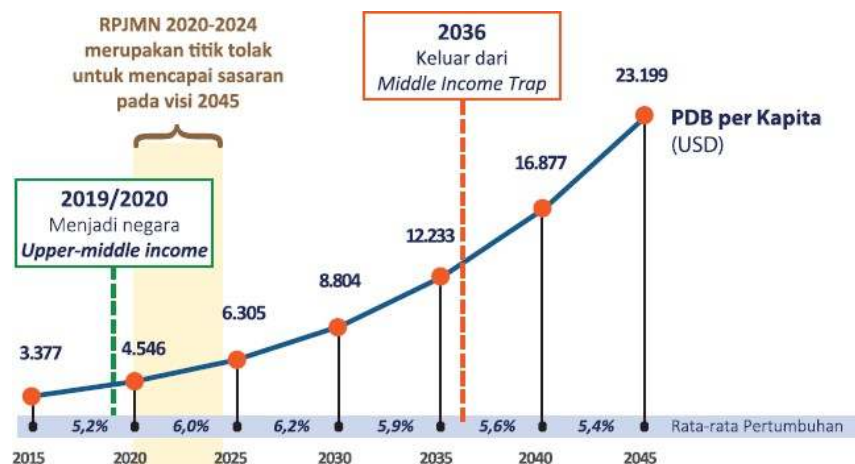 RPJMN 2020-2024
merupakan titik tolak
untuk mencapai sasaran
pada visi 2045
2036
Keluar dari
Middle Income Trap
2019/2020
Menjadi negara
Upper-middle income
PDB per Kapita
(USD)
3.377
4.546
6.305
8.804
12.233
16.877
23.199
5,2%
6,0%
6,2%
5,9%
5,6%
5,4%
Rata-rata Pertumbuhan
2015
2020
2025
2030
2035
2040
2045